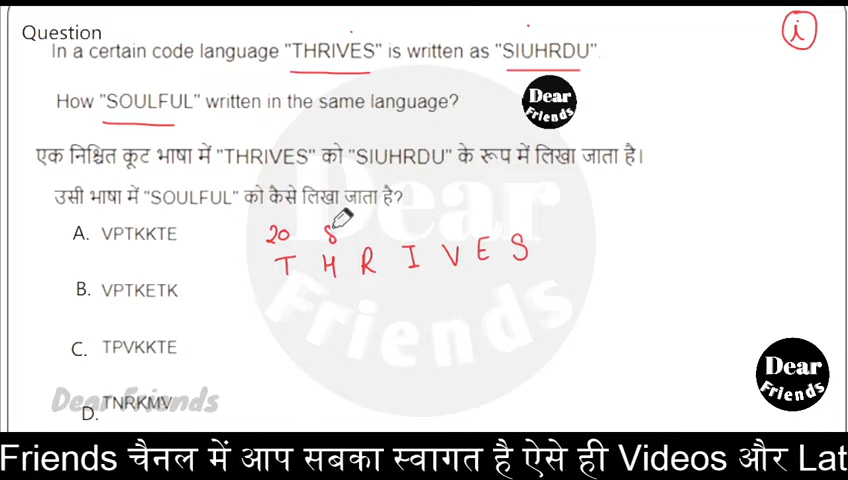 Question
i
In a certain code language "THRIVES" is written as "SIUHRDU".
How "SOULFUL" written in the same language?
Dear
Friends
एक निश्चित कूट भाषा में "THRIVES" को "SIUHRDU" के रूप में लिखा जाता है।
उसी भाषा में "SOULFUL" को कैसे लिखा जाता है?
A. VPTKKTE
20 8
T H R I V E S
B. VPTKETK
C. TPVKKTE
D. TNRKMV
Dear
Friends
Dear
Friends
Dear Friends
Friends चैनल में आप सबका स्वागत है ऐसे ही Videos और Lat